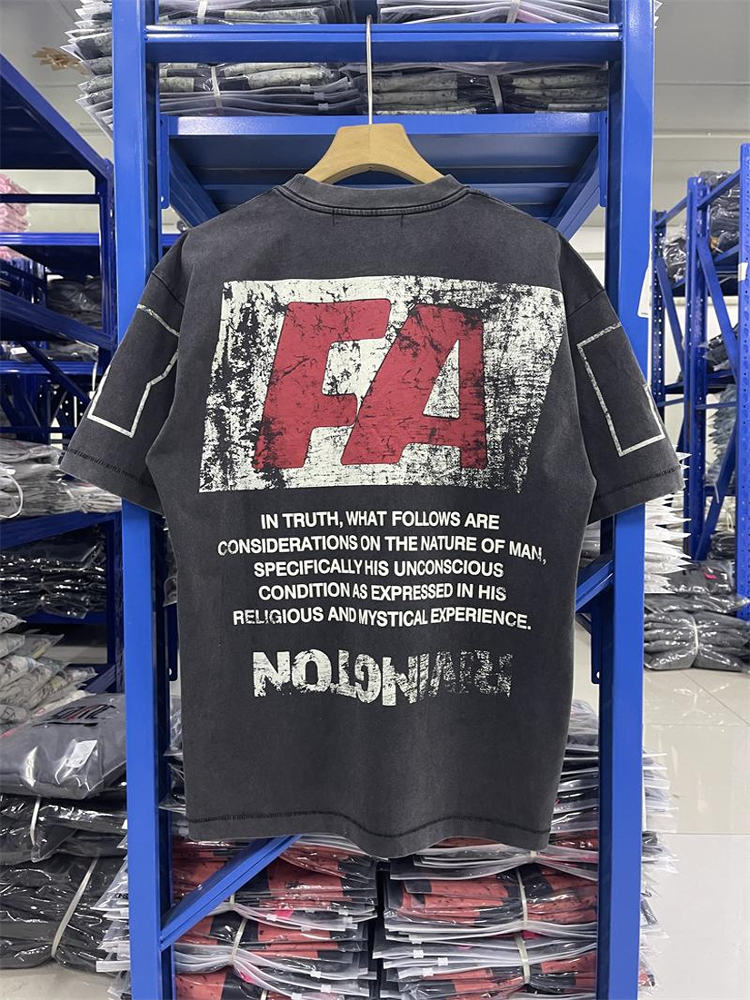 FA
IN TRUTH, WHAT FOLLOWS ARE
CONSIDERATIONS ON THE NATURE OF MAN,
SPECIFICALLY HIS UNCONSCIOUS
CONDITION AS EXPRESSED IN HIS
RELIGIOUS AND MYSTICAL EXPERIENCE.